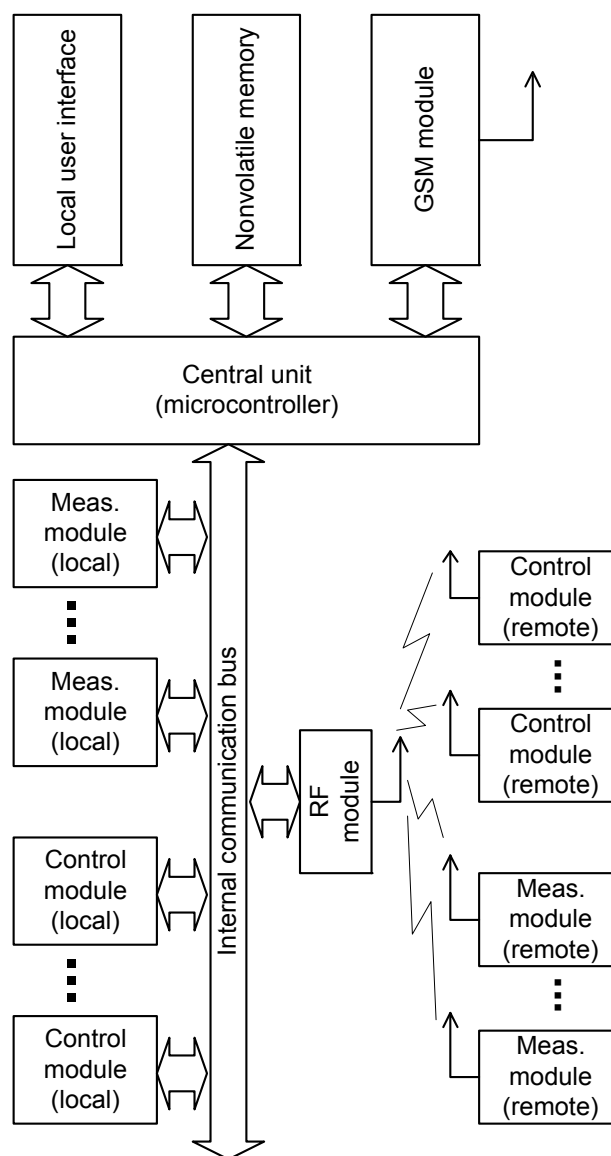 Local user interface
Nonvolatile memory
GSM module
Central unit
(microcontroller)
Meas.
module
(local)
Meas.
module
(local)
Control
module
(local)
Control
module
(local)
Internal communication bus
RF
module
Control
module
(remote)
Control
module
(remote)
Meas.
module
(remote)
Meas.
module
(remote)